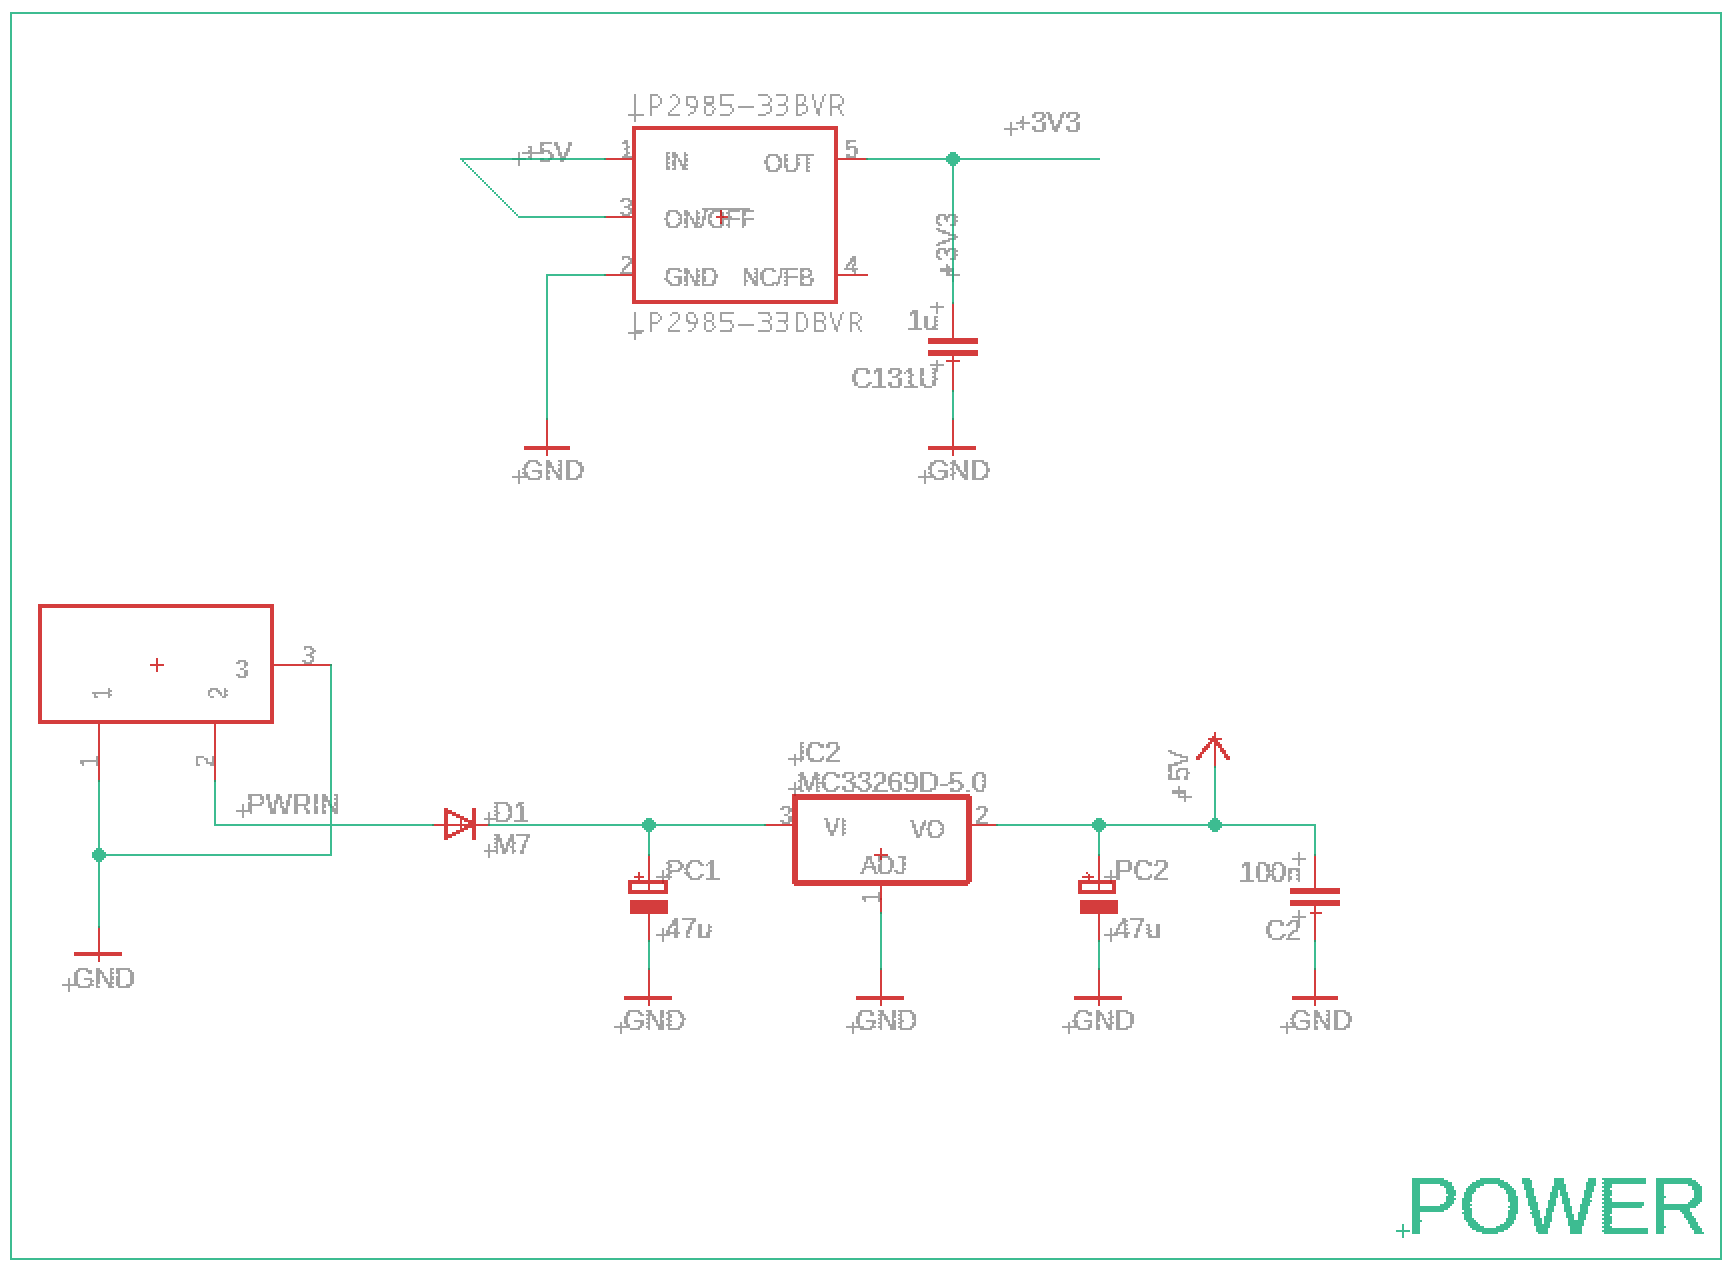 LP2985-33BVR
+3V3
+5V
1
IN
OUT
5
3
ON/OFF
2
GND
NC/FB
4
+3V3
LP2985-33DBVR
1u
C131U
GND
GND
3
3
1
2
1
2
PWRIN
D1
M7
IC2
MC33269D-5.0
3
VI
VO
2
ADJ
1
+5V
PC1
47u
PC2
47u
100n
C2
GND
GND
GND
GND
GND
POWER